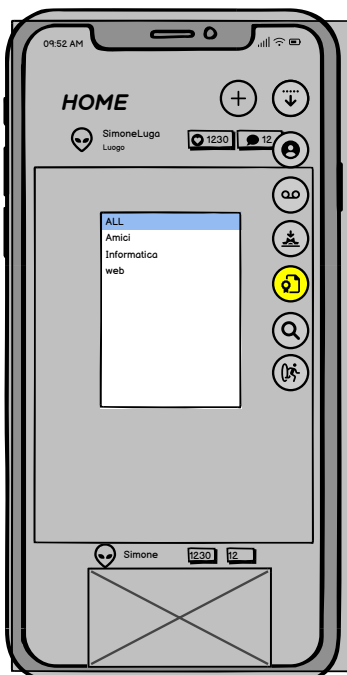 09:52 AM
HOME
SimoneLuga
Luogo
1230
12
ALL
Amici
Informatica
web
Simone
1230
12